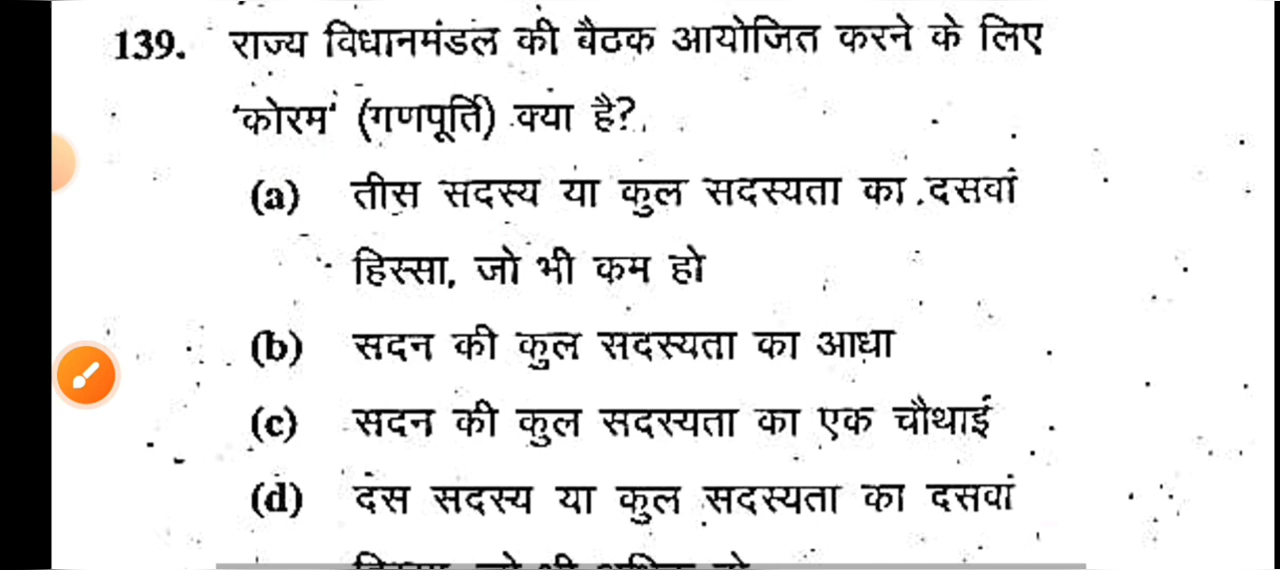 139. राज्य विधानमंडल की बैठक आयोजित करने के लिए
'कोरम' (गणपूर्ति) क्या है?
(a) तीस सदस्य या कुल सदस्यता का दसवां
हिस्सा, जो भी कम हो
(b) सदन की कुल सदस्यता का आधा
(c) सदन की कुल सदस्यता का एक चौथाई
(d) दस सदस्य या कुल सदस्यता का दसवां